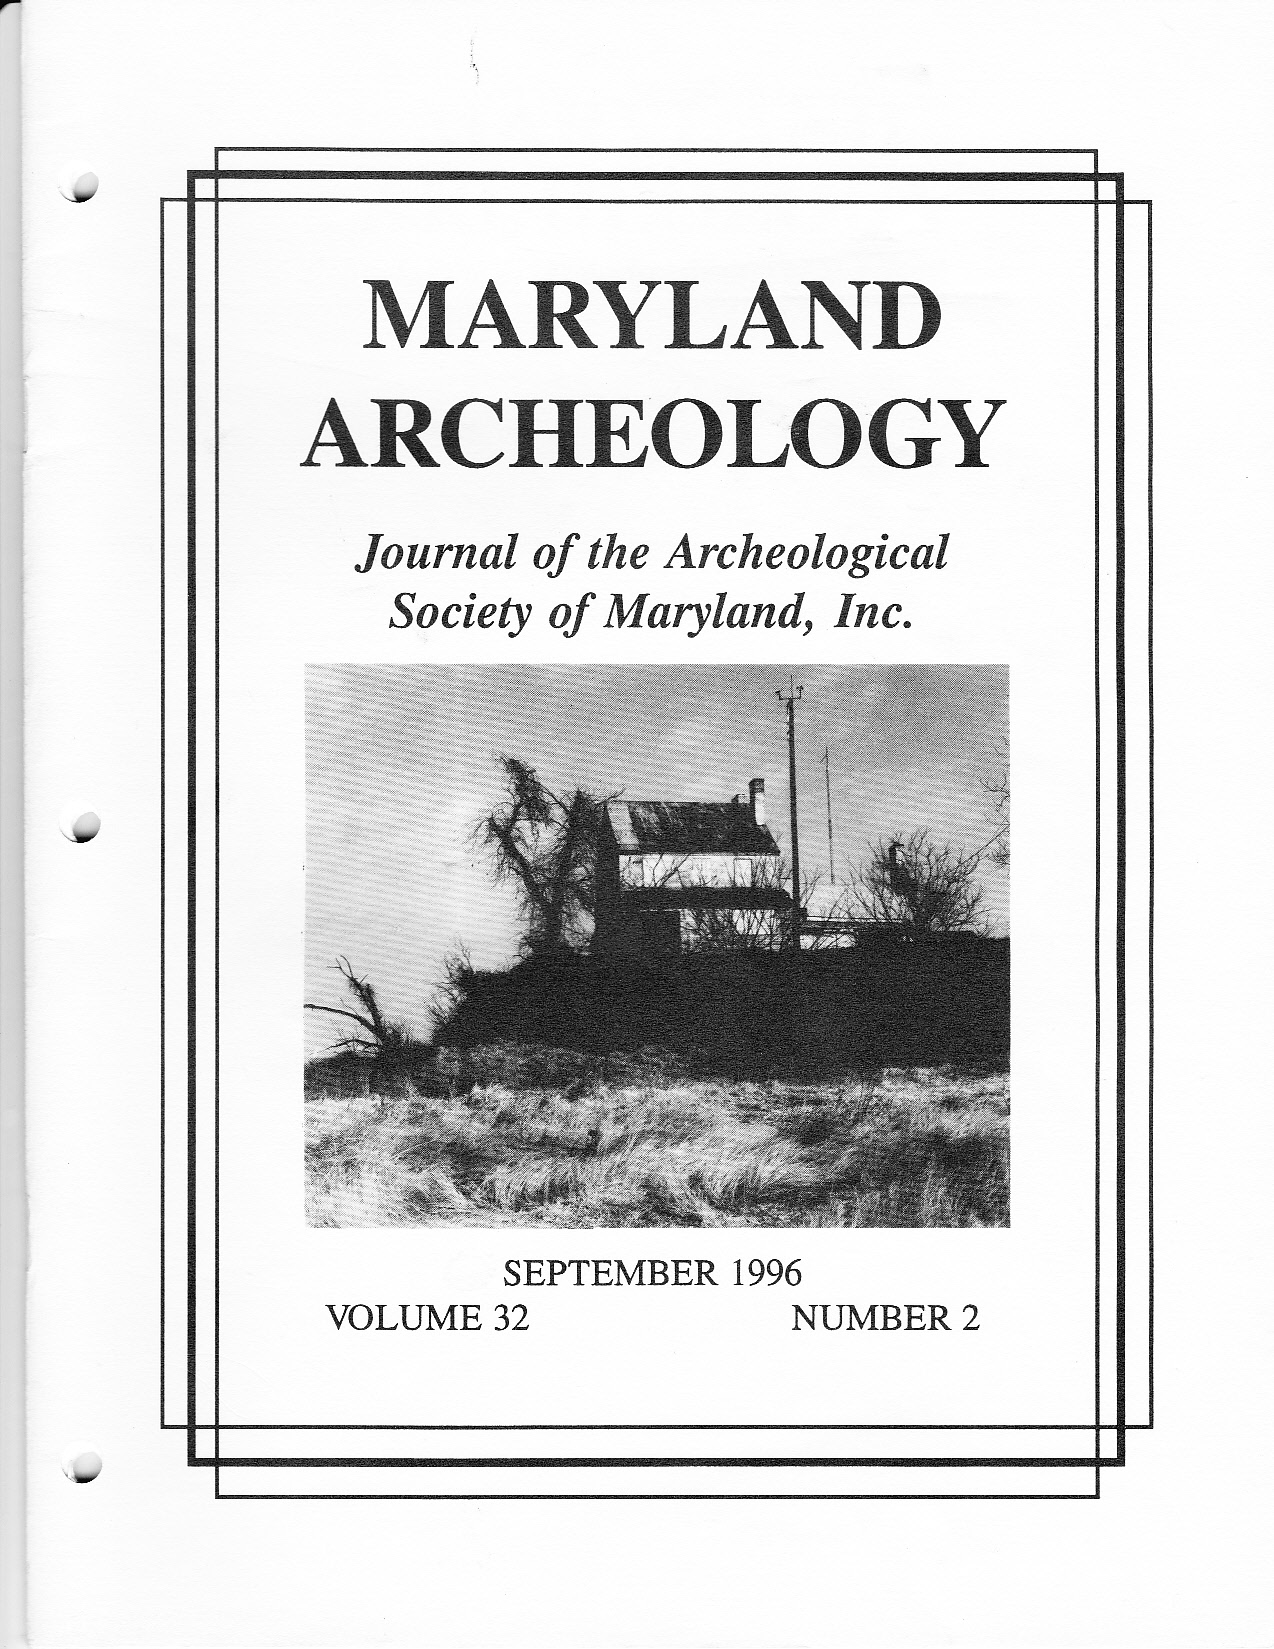 MARYLAND
ARCHEOLOGY
Journal of the Archeological
Society of Maryland, Inc.
SEPTEMBER 1996
VOLUME 32 NUMBER 2